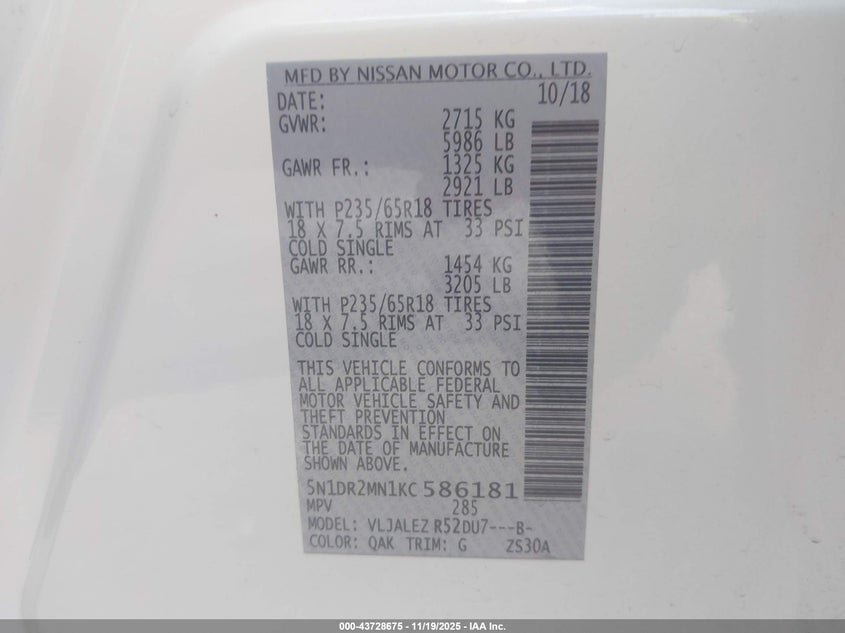 MFD BY NISSAN MOTOR CO., LTD.
DATE: 10/18
GVWR: 2715 KG
5986 LB
GAWR FR.: 1325 KG
2921 LB
WITH P235/65R18 TIRES
18 X 7.5 RIMS AT 33 PSI
COLD SINGLE
GAWR RR.: 1454 KG
3205 LB
WITH P235/65R18 TIRES
18 X 7.5 RIMS AT 33 PSI
COLD SINGLE
THIS VEHICLE CONFORMS TO
ALL APPLICABLE FEDERAL
MOTOR VEHICLE SAFETY AND
THEFT PREVENTION
STANDARDS IN EFFECT ON
THE DATE OF MANUFACTURE
SHOWN ABOVE.
5N1DR2MN1KC586181
MPV 285
MODEL: VLJALEZ R52DU7---B-
COLOR: QAK TRIM: G ZS30A
000-43728675 - 11/19/2025 - IAA Inc.